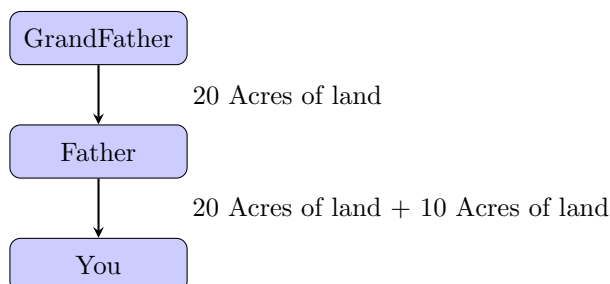 GrandFather
20 Acres of land
Father
20 Acres of land + 10 Acres of land
You